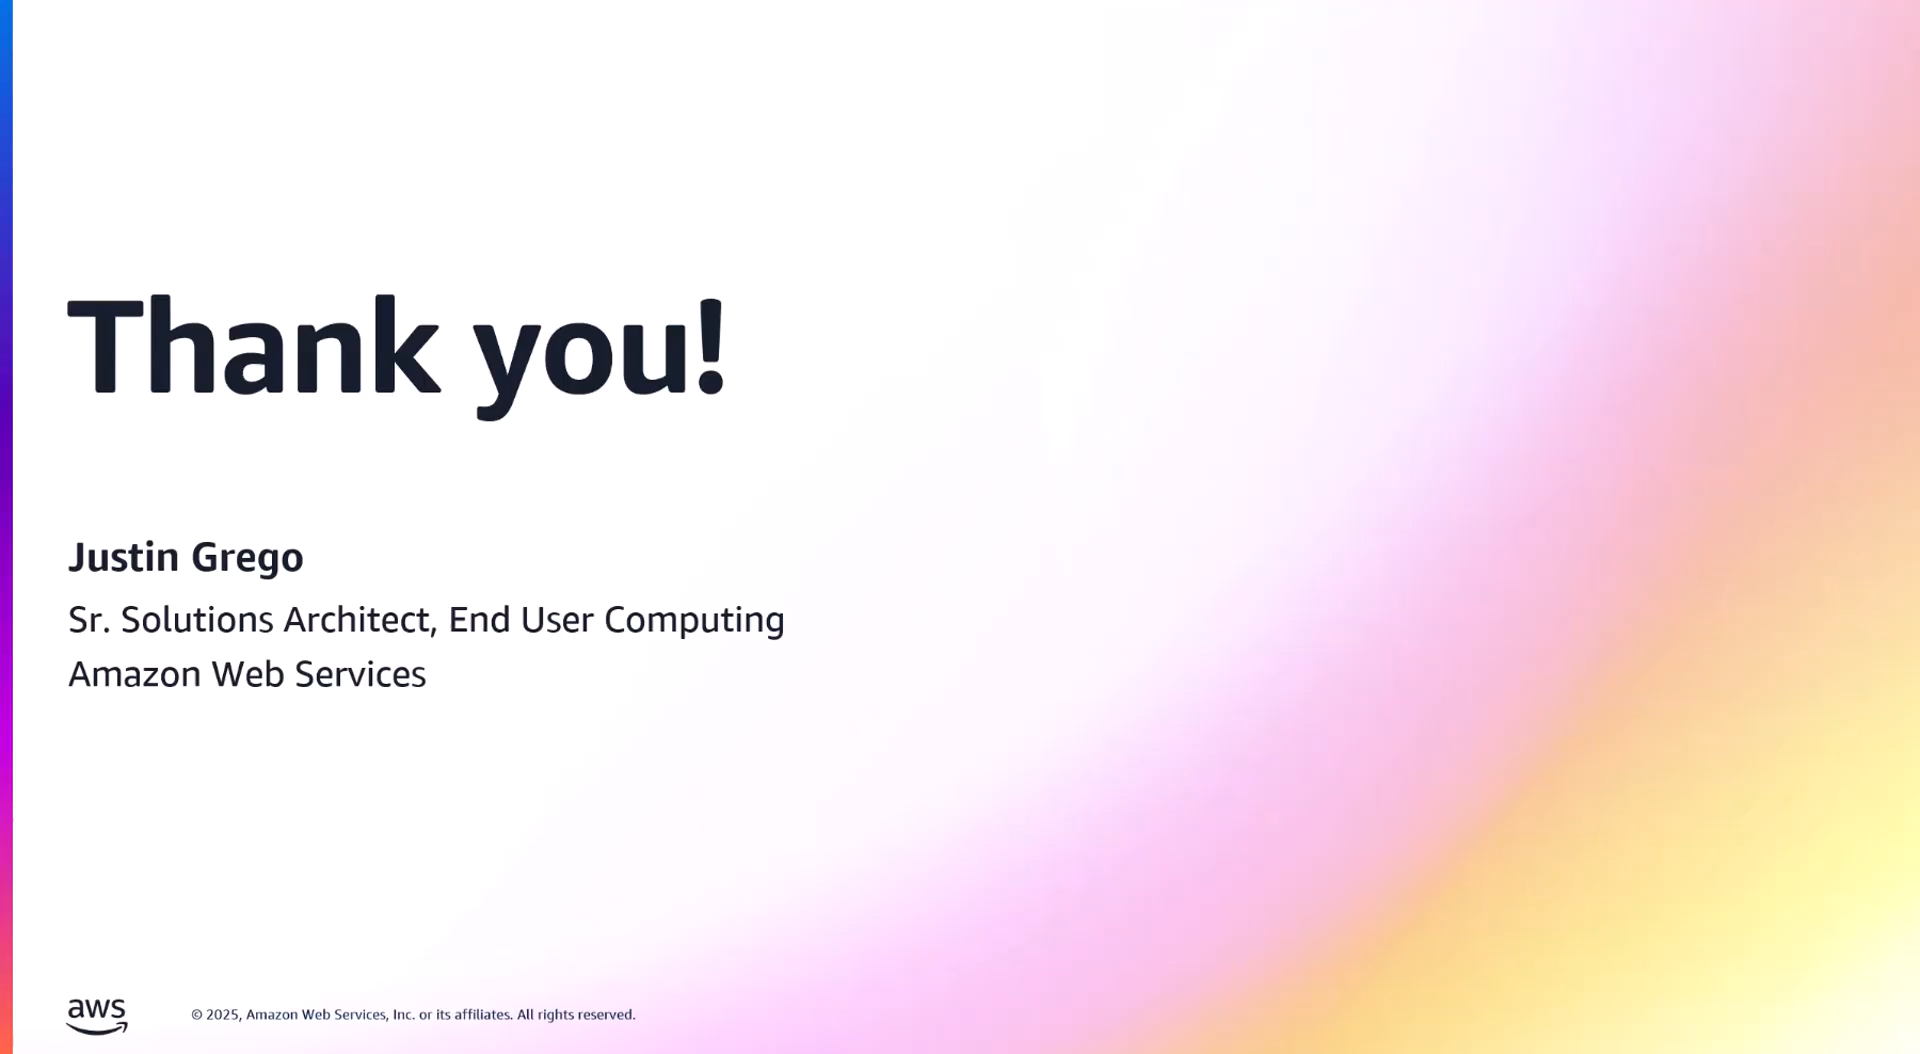 Thank you!
Justin Grego
Sr. Solutions Architect, End User Computing
Amazon Web Services
aws
© 2025, Amazon Web Services, Inc. or its affiliates. All rights reserved.